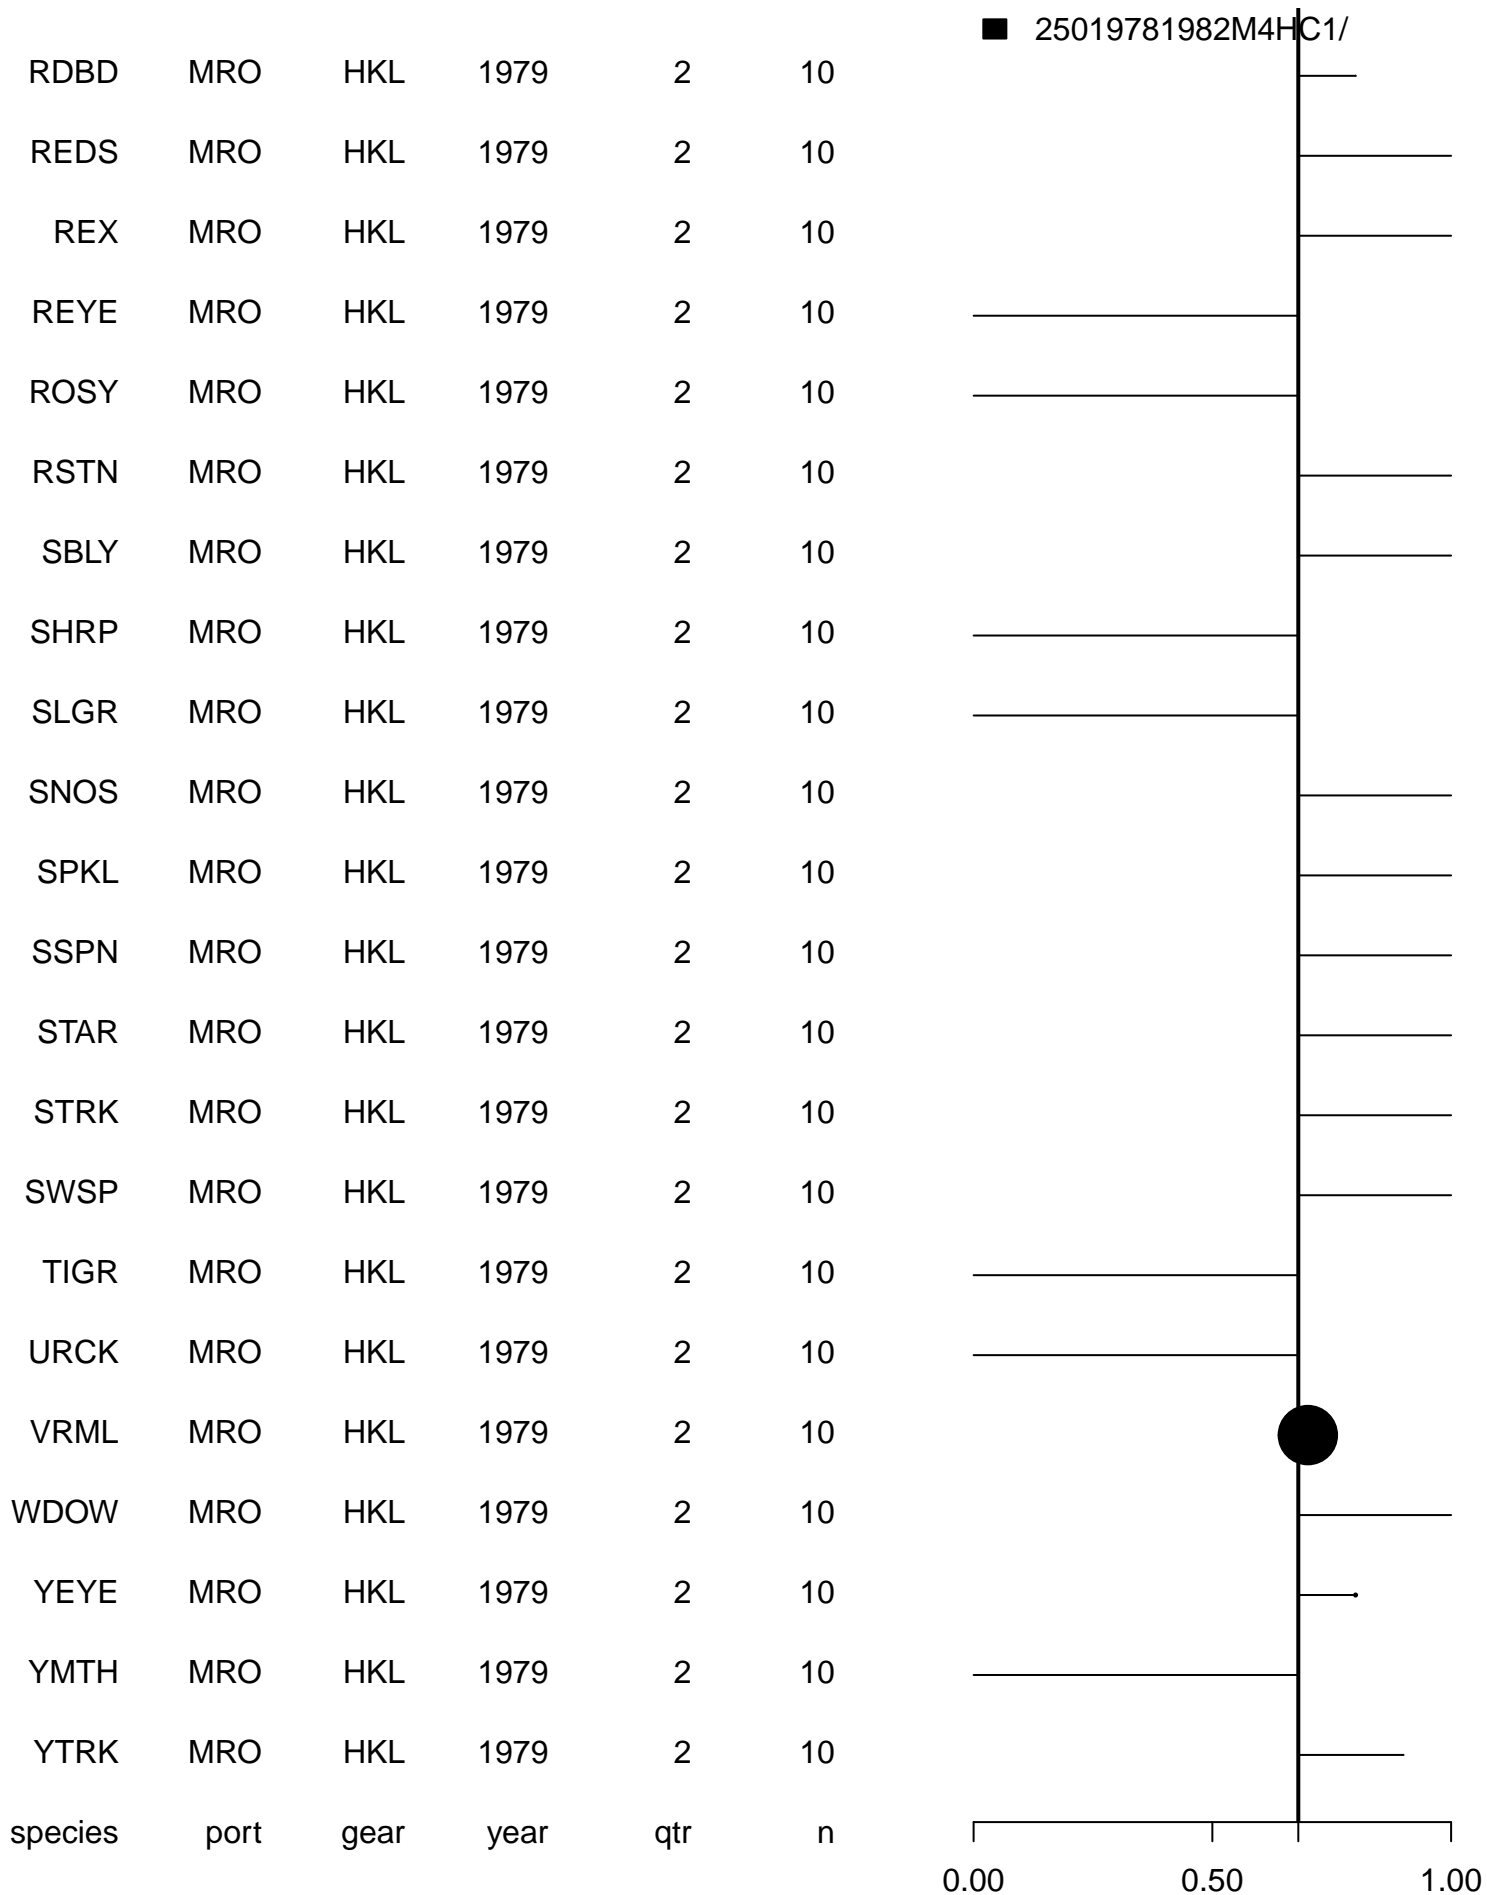 25019781982M4HC1/
RDBD MRO HKL 1979 2 10
REDS MRO HKL 1979 2 10
REX MRO HKL 1979 2 10
REYE MRO HKL 1979 2 10
ROSY MRO HKL 1979 2 10
RSTN MRO HKL 1979 2 10
SBLY MRO HKL 1979 2 10
SHRP MRO HKL 1979 2 10
SLGR MRO HKL 1979 2 10
SNOS MRO HKL 1979 2 10
SPKL MRO HKL 1979 2 10
SSPN MRO HKL 1979 2 10
STAR MRO HKL 1979 2 10
STRK MRO HKL 1979 2 10
SWSP MRO HKL 1979 2 10
TIGR MRO HKL 1979 2 10
URCK MRO HKL 1979 2 10
VRML MRO HKL 1979 2 10
WDOW MRO HKL 1979 2 10
YEYE MRO HKL 1979 2 10
YMTH MRO HKL 1979 2 10
YTRK MRO HKL 1979 2 10
species port gear year qtr n
0.00 0.50 1.00